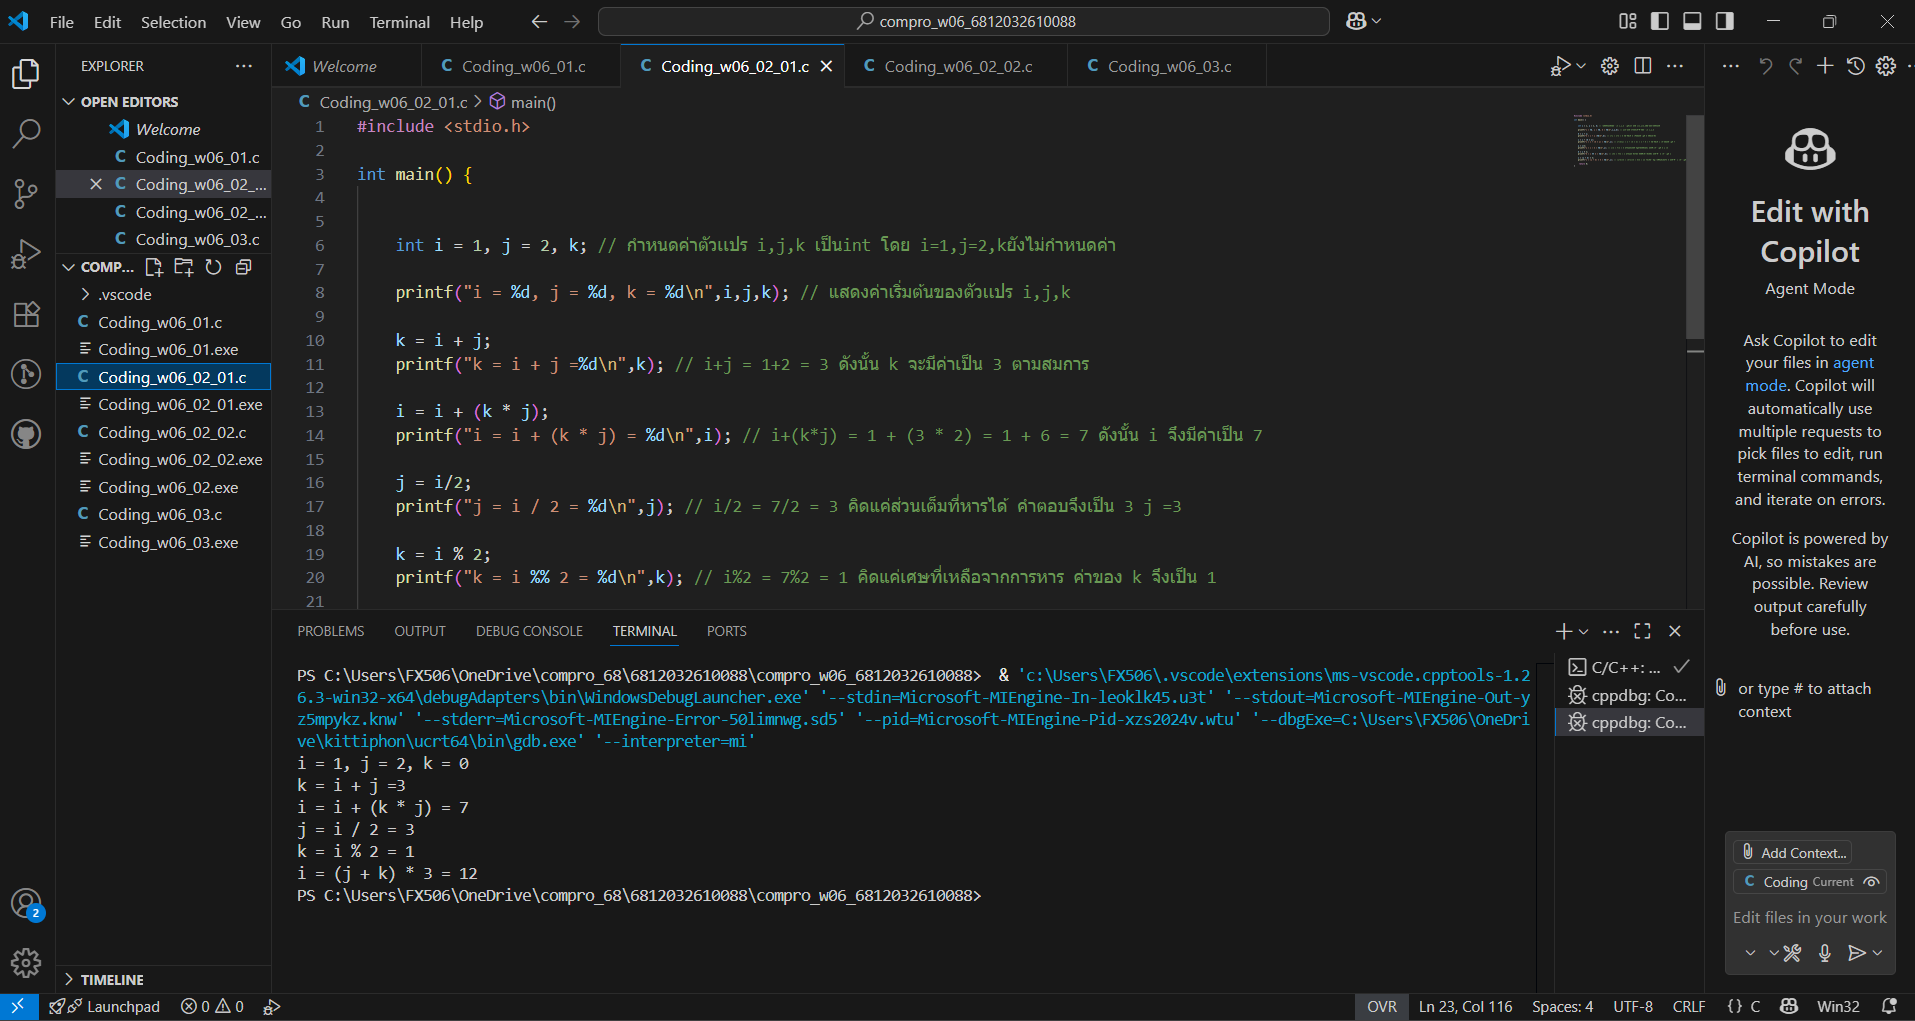 File Edit Selection View Go Run Terminal Help
compro_w06_6812032610088
EXPLORER
OPEN EDITORS
Welcome
Coding_w06_01.c
Coding_w06_02_...
Coding_w06_02_...
Coding_w06_03.c
COMP...
.vscode
Coding_w06_01.c
Coding_w06_01.exe
Coding_w06_02_01.c
Coding_w06_02_01.exe
Coding_w06_02_02.c
Coding_w06_02_02.exe
Coding_w06_02.exe
Coding_w06_03.c
Coding_w06_03.exe
TIMELINE
Welcome Coding_w06_01.c Coding_w06_02_01.c Coding_w06_02_02.c Coding_w06_03.c
Coding_w06_02_01.c > main()
1 #include <stdio.h>
2
3 int main() {
4
5
6 int i = 1, j = 2, k; // กำหนดค่าตัวแปร i,j,k เป็นint โดย i=1,j=2,kยังไม่กำหนดค่า
7
8 printf("i = %d, j = %d, k = %d\n",i,j,k); // แสดงค่าเริ่มต้นของตัวแปร i,j,k
9
10 k = i + j;
11 printf("k = i + j =%d\n",k); // i+j = 1+2 = 3 ดังนั้น k จะมีค่าเป็น 3 ตามสมการ
12
13 i = i + (k * j);
14 printf("i = i + (k * j) = %d\n",i); // i+(k*j) = 1 + (3 * 2) = 1 + 6 = 7 ดังนั้น i จึงมีค่าเป็น 7
15
16 j = i/2;
17 printf("j = i / 2 = %d\n",j); // i/2 = 7/2 = 3 คิดแค่ส่วนเต็มที่หารได้ คำตอบจึงเป็น 3 j =3
18
19 k = i % 2;
20 printf("k = i %% 2 = %d\n",k); // i%2 = 7%2 = 1 คิดแค่เศษที่เหลือจากการหาร ค่าของ k จึงเป็น 1
21
PROBLEMS OUTPUT DEBUG CONSOLE TERMINAL PORTS
PS C:\Users\FX506\OneDrive\compro_68\6812032610088\compro_w06_6812032610088> & 'c:\Users\FX506\.vscode\extensions\ms-vscode.cpptools-1.2
6.3-win32-x64\debugAdapters\bin\WindowsDebugLauncher.exe' '--stdin=Microsoft-MIEngine-In-leoklk45.u3t' '--stdout=Microsoft-MIEngine-Out-y
z5mpykz.knw' '--stderr=Microsoft-MIEngine-Error-50limnwg.sd5' '--pid=Microsoft-MIEngine-Pid-xzs2024v.wtu' '--dbgExe=C:\Users\FX506\OneDri
ve\kittiphon\ucrt64\bin\gdb.exe' '--interpreter=mi'
i = 1, j = 2, k = 0
k = i + j =3
i = i + (k * j) = 7
j = i / 2 = 3
k = i % 2 = 1
i = (j + k) * 3 = 12
PS C:\Users\FX506\OneDrive\compro_68\6812032610088\compro_w06_6812032610088>
C/C++: ...
cppdbg: Co...
cppdbg: Co...
Edit with
Copilot
Agent Mode
Ask Copilot to edit
your files in agent
mode. Copilot will
automatically use
multiple requests to
pick files to edit, run
terminal commands,
and iterate on errors.
Copilot is powered by
AI, so mistakes are
possible. Review
output carefully
before use.
or type # to attach
context
Add Context...
Coding Current
Edit files in your work
2
Launchpad 0 0 OVR Ln 23, Col 116 Spaces: 4 UTF-8 CRLF {} C Win32